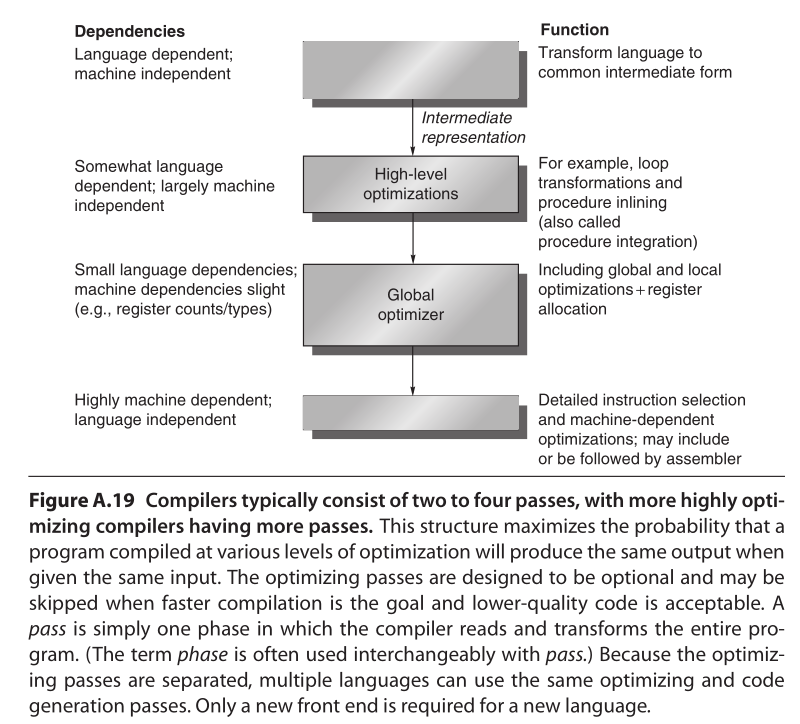 Dependencies
Language dependent;
machine independent
Function
Transform language to
common intermediate form
Intermediate
representation
Somewhat language
dependent; largely machine
independent
High-level
optimizations
For example, loop
transformations and
procedure inlining
(also called
procedure integration)
Small language dependencies;
machine dependencies slight
(e.g., register counts/types)
Global
optimizer
Including global and local
optimizations + register
allocation
Highly machine dependent;
language independent
Detailed instruction selection
and machine-dependent
optimizations; may include
or be followed by assembler
Figure A.19 Compilers typically consist of two to four passes, with more highly opti-
mizing compilers having more passes. This structure maximizes the probability that a
program compiled at various levels of optimization will produce the same output when
given the same input. The optimizing passes are designed to be optional and may be
skipped when faster compilation is the goal and lower-quality code is acceptable. A
pass is simply one phase in which the compiler reads and transforms the entire pro-
gram. (The term phase is often used interchangeably with pass.) Because the optimiz-
ing passes are separated, multiple languages can use the same optimizing and code
generation passes. Only a new front end is required for a new language.